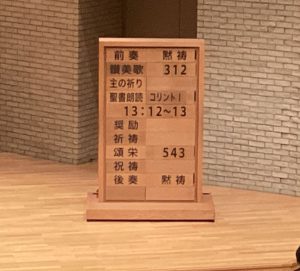 前奏 黙祷
讃美歌 312
主の祈り
聖書朗読 コリントⅠ
13:12~13
奨励
祈祷
頌栄 543
祝祷
後奏 黙祷